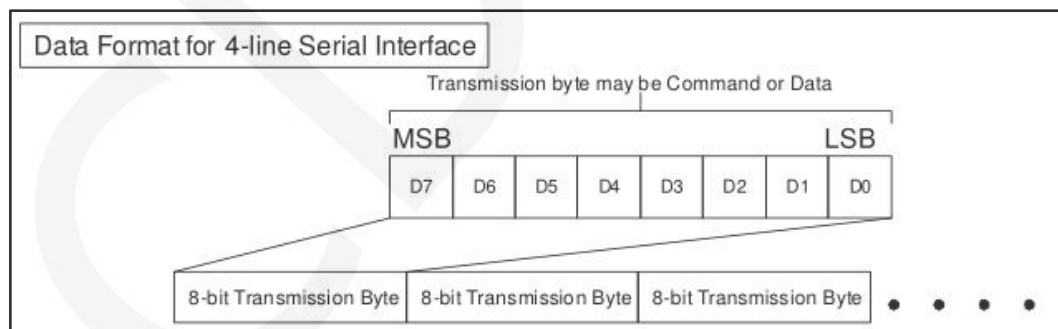 Data Format for 4-line Serial Interface
Transmission byte may be Command or Data
MSB LSB
D7 D6 D5 D4 D3 D2 D1 D0
8-bit Transmission Byte 8-bit Transmission Byte 8-bit Transmission Byte